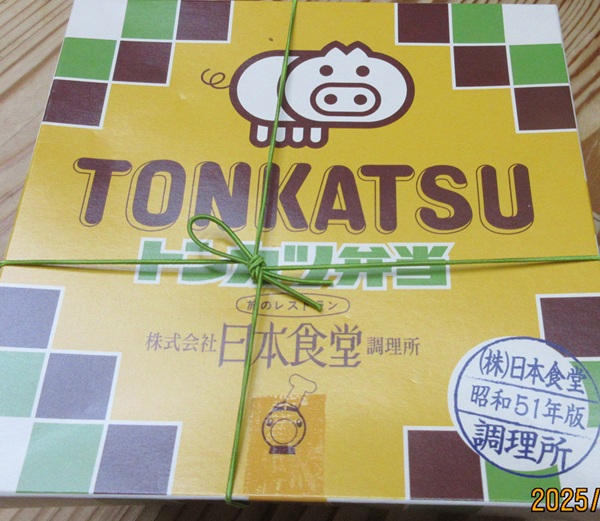 TONKATSU
トンカツ弁当
旅のレストラン
株式会社日本食堂調理所
(株)日本食堂
昭和51年版
調理所
2025/